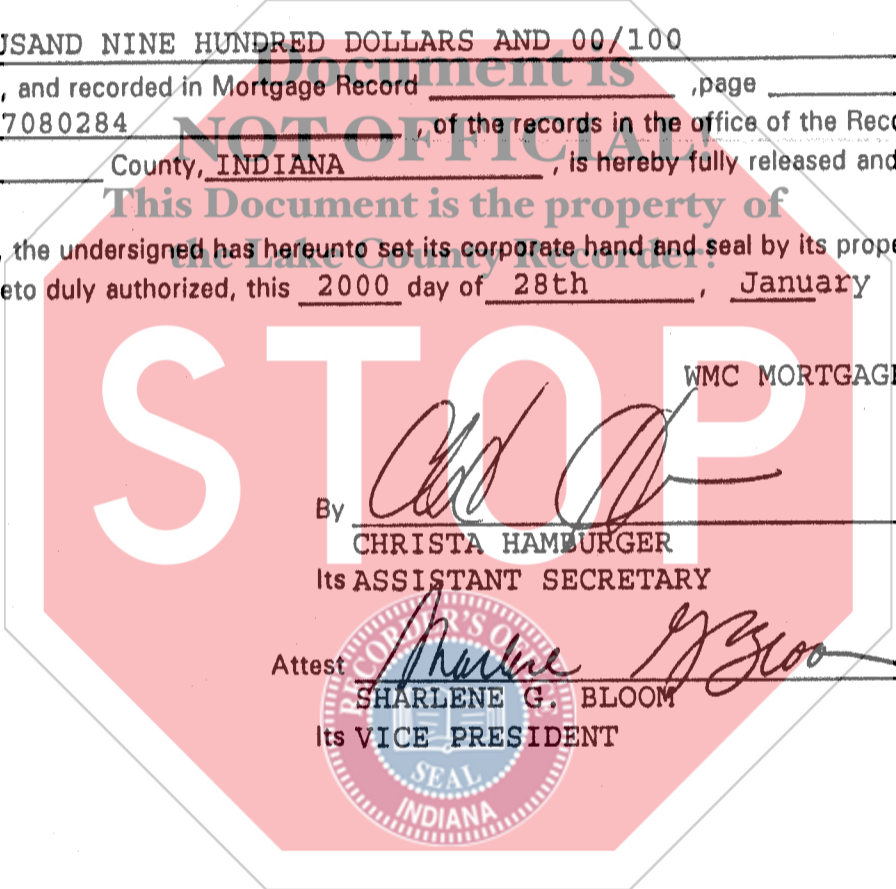 USAND NINE HUNDRED DOLLARS AND 00/100
Document is
, and recorded in Mortgage Record ,page
7080284 , of the records in the office of the Reco
NOT OFFICIAL!
County, INDIANA , is hereby fully released and
This Document is the property of
, the undersigned has hereunto set its corporate hand and seal by its prope
the Lake County Recorder!
eto duly authorized, this 2000 day of 28th , January
STOP
WMC MORTGAGE
By
CHRISTA HAMBURGER
Its ASSISTANT SECRETARY
Attest Sharlene G Bloom
SHARLENE G. BLOOM
Its VICE PRESIDENT
RECORDER'S OFFICE
SEAL
INDIANA